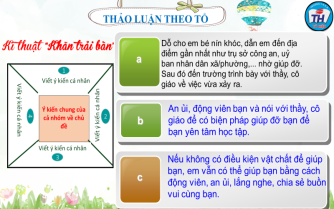 THẢO LUẬN THEO TỔ
TH
Kĩ thuật "Khăn trải bàn"
1
Viết ý kiến cá nhân
Viết ý kiến cá nhân
Ý kiến chung của
cả nhóm về chủ
đề
Viết ý kiến cá nhân
Viết ý kiến cá nhân
a
Dỗ cho em bé nín khóc, dẫn em đến địa
điểm gần nhất như trụ sở công an, uỷ
ban nhân dân xã/phường,... nhờ giúp đỡ.
Sau đó đến trường trình bày với thầy, cô
giáo về việc vừa xảy ra.
b
An ủi, động viên bạn và nói với thầy, cô
giáo để có biện pháp giúp đỡ bạn để
bạn yên tâm học tập.
c
Nếu không có điều kiện vật chất để giúp
bạn, em vẫn có thể giúp bạn bằng cách
động viên, an ủi, lắng nghe, chia sẻ buồn
vui cùng bạn.